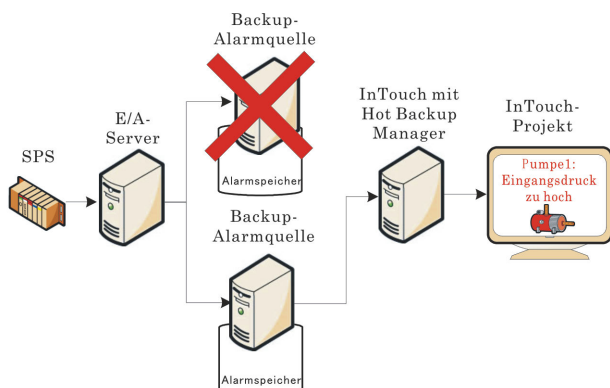 Backup-
Alarmquelle
E/A-
Server
SPS
Alarmspeicher
Backup-
Alarmquelle
Alarmspeicher
InTouch mit
Hot Backup
Manager
InTouch-
Projekt
Pumpe1:
Eingangsdruck
zu hoch